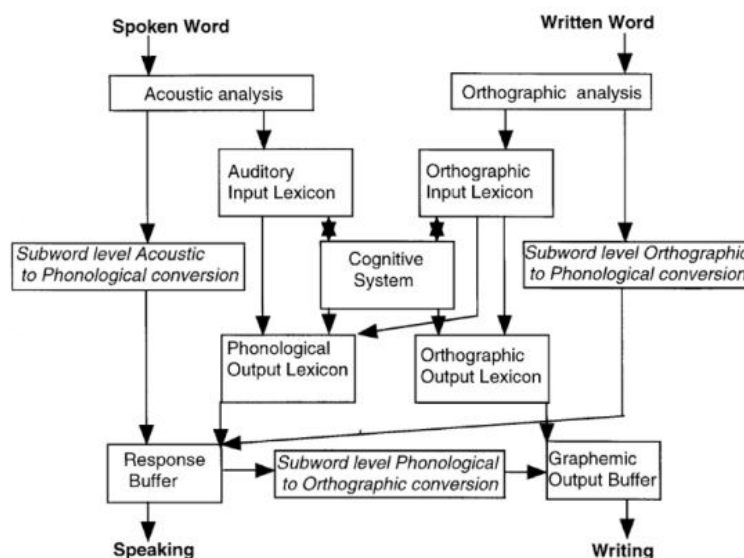 Spoken Word
Written Word
Acoustic analysis
Orthographic analysis
Auditory
Input Lexicon
Orthographic
Input Lexicon
Subword level Acoustic
to Phonological conversion
Cognitive
System
Subword level Orthographic
to Phonological conversion
Phonological
Output Lexicon
Orthographic
Output Lexicon
Response
Buffer
Subword level Phonological
to Orthographic conversion
Graphemic
Output Buffer
Speaking
Writing